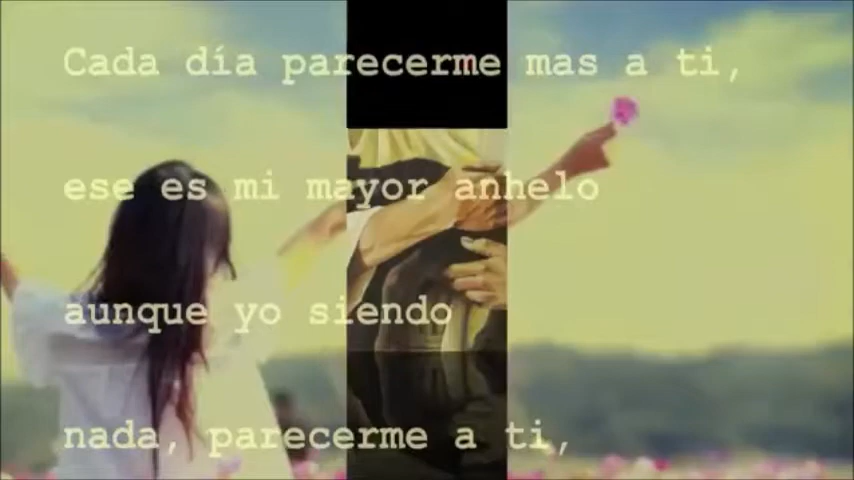 Cada día parecerme mas a ti,
ese es mi mayor anhelo
aunque yo siendo
nada, parecerme a ti,